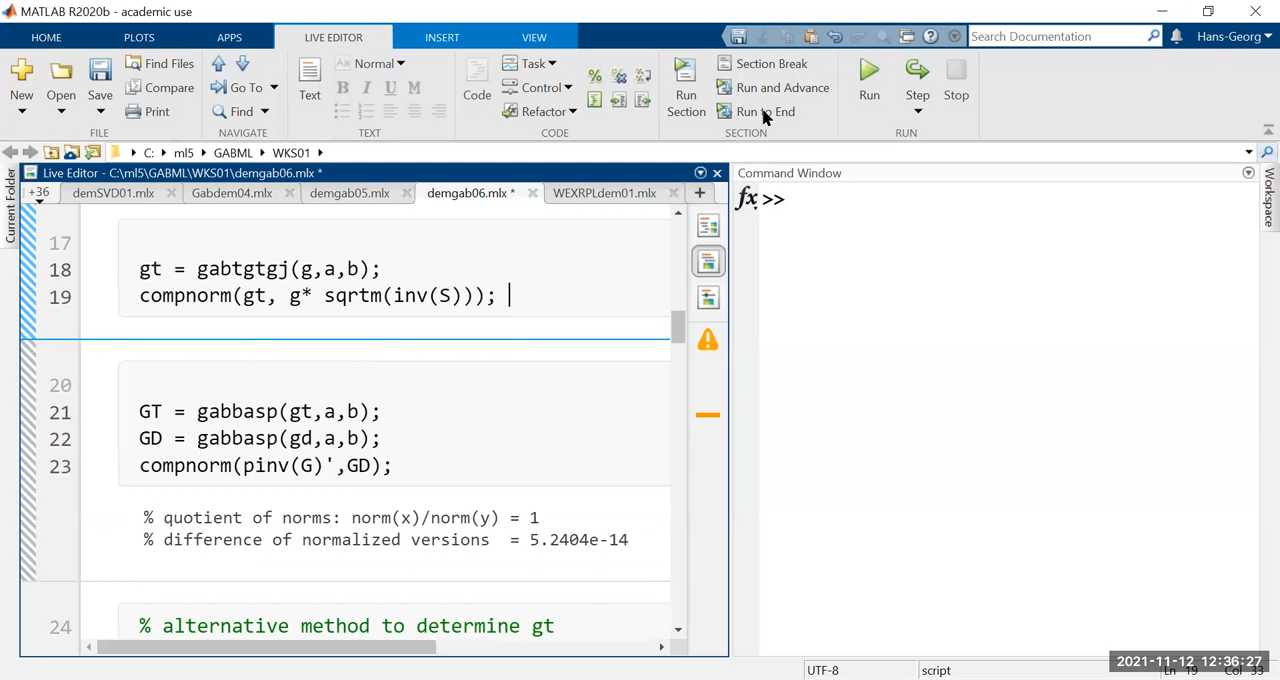 MATLAB R2020b - academic use
HOME PLOTS APPS LIVE EDITOR INSERT VIEW Search Documentation Hans-Georg
New Open Save Find Files Compare Print
FILE
Go To Find
NAVIGATE
Text Aa Normal B I U M
TEXT
Code Task Control Refactor
CODE
Run Section Section Break Run and Advance Run to End
SECTION
Run Step Stop
RUN
C: ml5 GABML WKS01
Current Folder
Live Editor - C:\ml5\GABML\WKS01\demgab06.mlx *
+36 demSVD01.mlx Gabdem04.mlx demgab05.mlx demgab06.mlx * WEXRPLdem01.mlx +
17
18 gt = gabtgtgj(g,a,b);
19 compnorm(gt, g* sqrtm(inv(S)));
20
21 GT = gabbasp(gt,a,b);
22 GD = gabbasp(gd,a,b);
23 compnorm(pinv(G)',GD);
% quotient of norms: norm(x)/norm(y) = 1
% difference of normalized versions = 5.2404e-14
24 % alternative method to determine gt
Command Window
fx >>
Workspace
UTF-8 script Ln 19 Col 33
2021-11-12 12:36:27